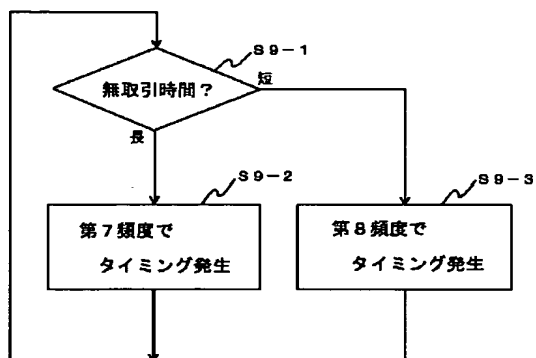 S9-1
無取引時間?
短
長
S9-2
S9-3
第7頻度で
タイミング発生
第8頻度で
タイミング発生